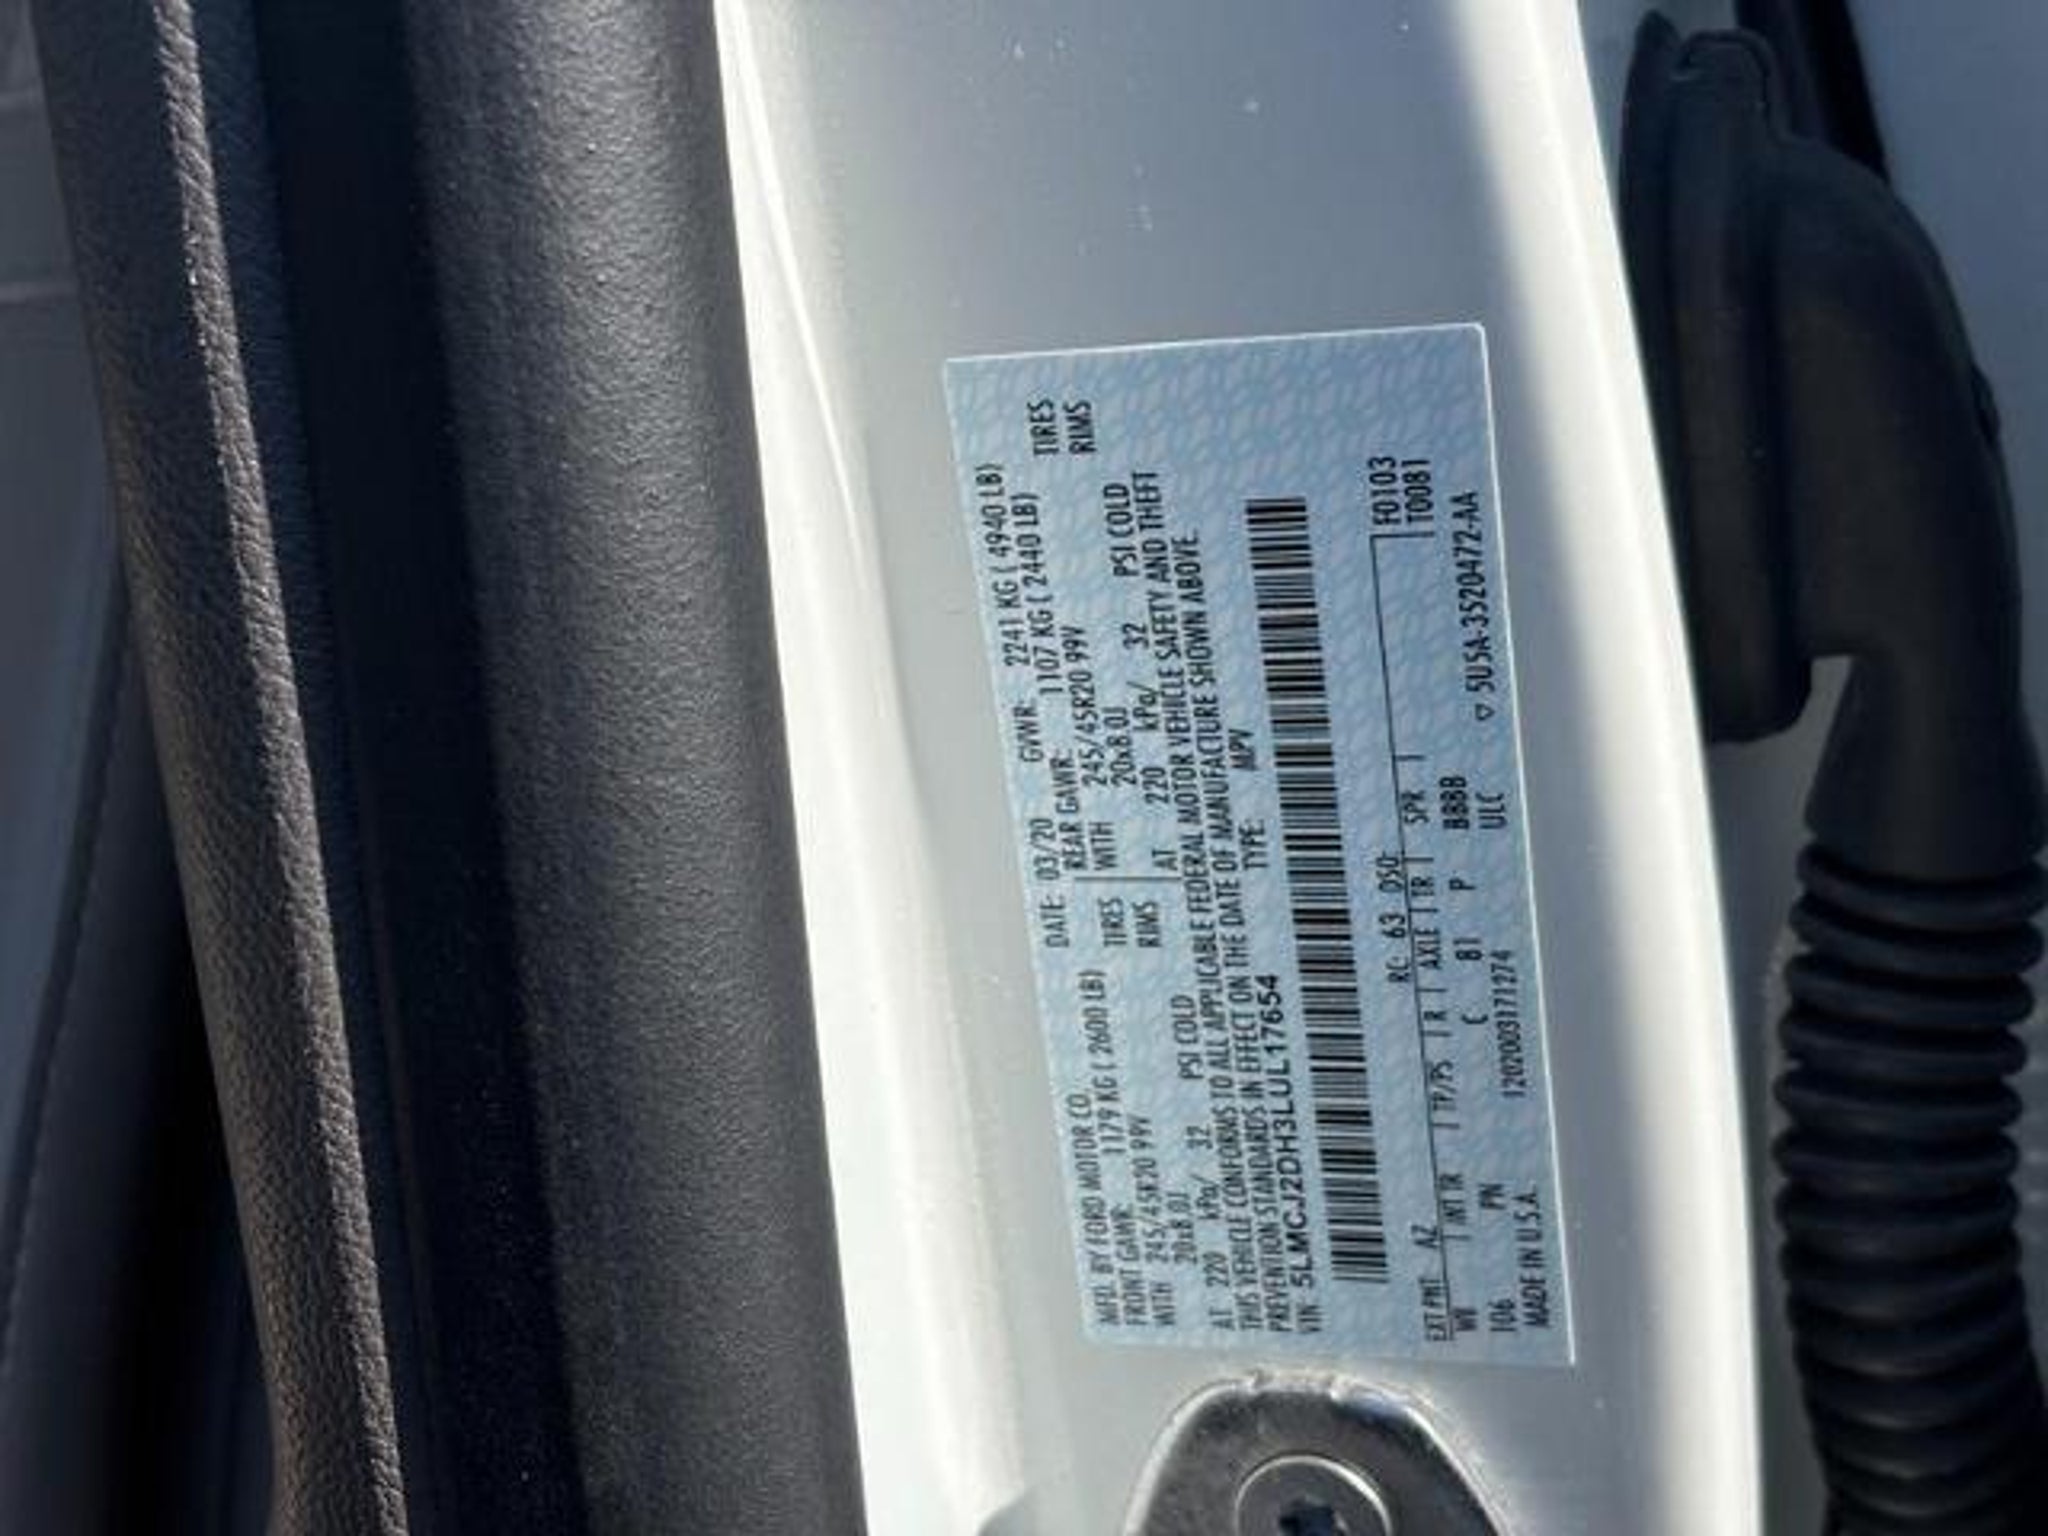 MFD. BY FORD MOTOR CO.
DATE: 03/20 GVWR: 2241 KG ( 4940 LB)
FRONT GAWR: 1179 KG ( 2600 LB) REAR GAWR: 1107 KG ( 2440 LB)
WITH 245/45R20 99V TIRES WITH 245/45R20 99V TIRES
20x8.0J RIMS 20x8.0J RIMS
AT 220 kPa/ 32 PSI COLD AT 220 kPa/ 32 PSI COLD
THIS VEHICLE CONFORMS TO ALL APPLICABLE FEDERAL MOTOR VEHICLE SAFETY AND THEFT
PREVENTION STANDARDS IN EFFECT ON THE DATE OF MANUFACTURE SHOWN ABOVE.
VIN: 5LMCJ2DH3LUL17654 TYPE: MPV
F0103
T0081
EXT PNT: AZ RC: 63 DSO:
WB INT TR TP/PS R AXLE TR SPR
106 PN C 81 P BBBB
MADE IN U.S.A. 1202003171274 ULC
▽ 5U5A-3520472-AA